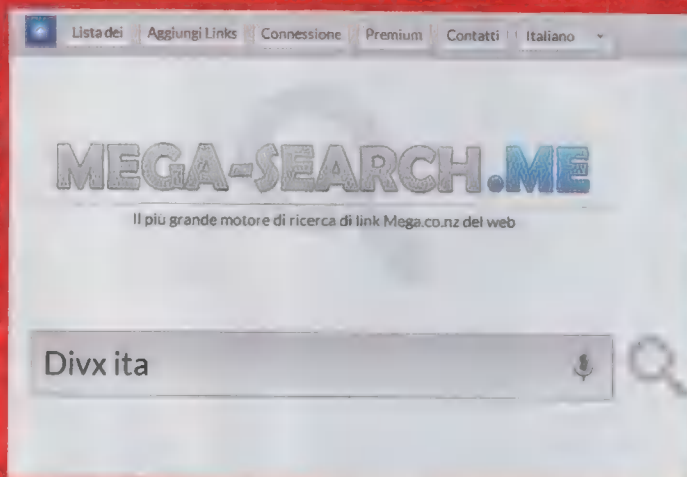 Lista dei Aggiungi Links Connessione Premium Contatti Italiano
MEGA-SEARCH.ME
Il più grande motore di ricerca di link Mega.co.nz del web
Divx ita